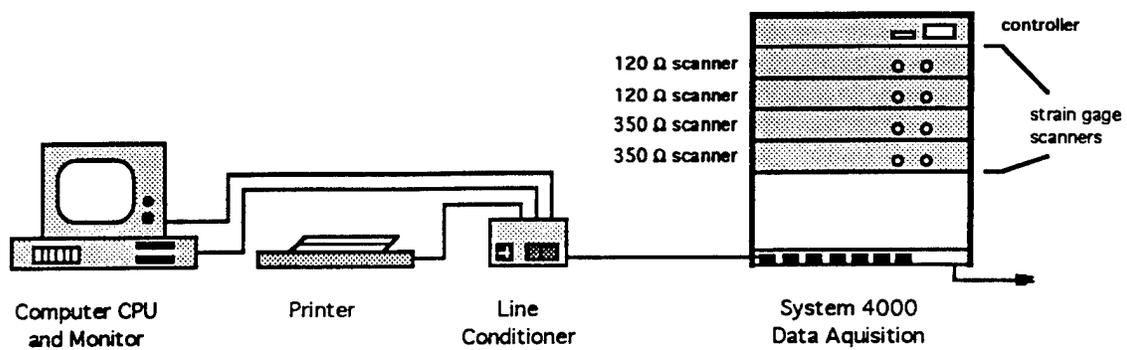 controller
120 Ω scanner
120 Ω scanner
350 Ω scanner
350 Ω scanner
strain gage
scanners
Computer CPU
and Monitor
Printer
Line
Conditioner
System 4000
Data Aquisition